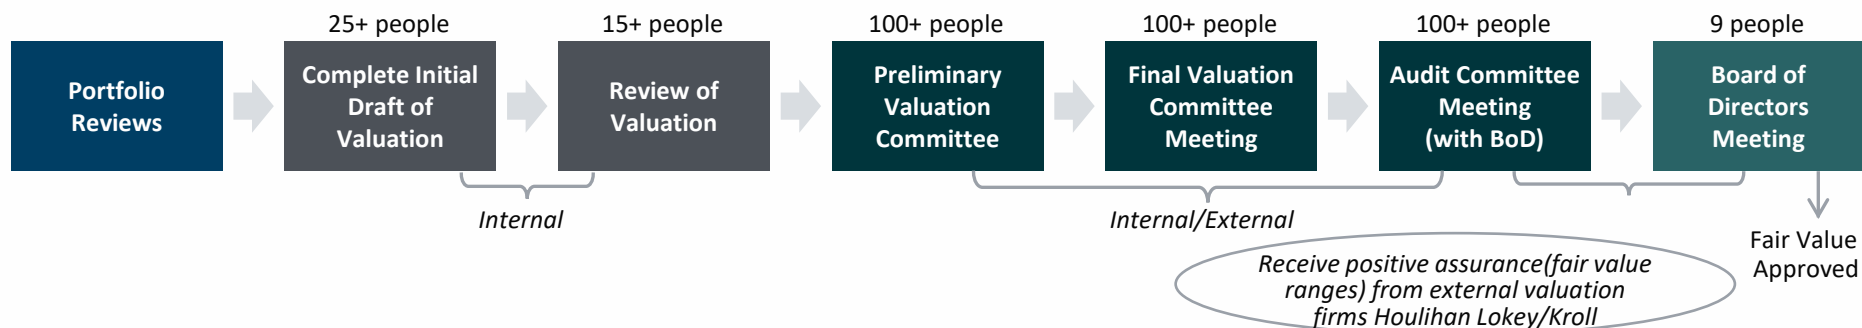 25+ people
15+ people
100+ people
100+ people
100+ people
9 people
Portfolio
Reviews
Complete Initial
Draft of
Valuation
Review of
Valuation
Preliminary
Valuation
Committee
Final Valuation
Committee
Meeting
Audit Committee
Meeting
(with BoD)
Board of
Directors
Meeting
Internal
Internal/External
Fair Value
Approved
Receive positive assurance(fair value
ranges) from external valuation
firms Houlihan Lokey/Kroll